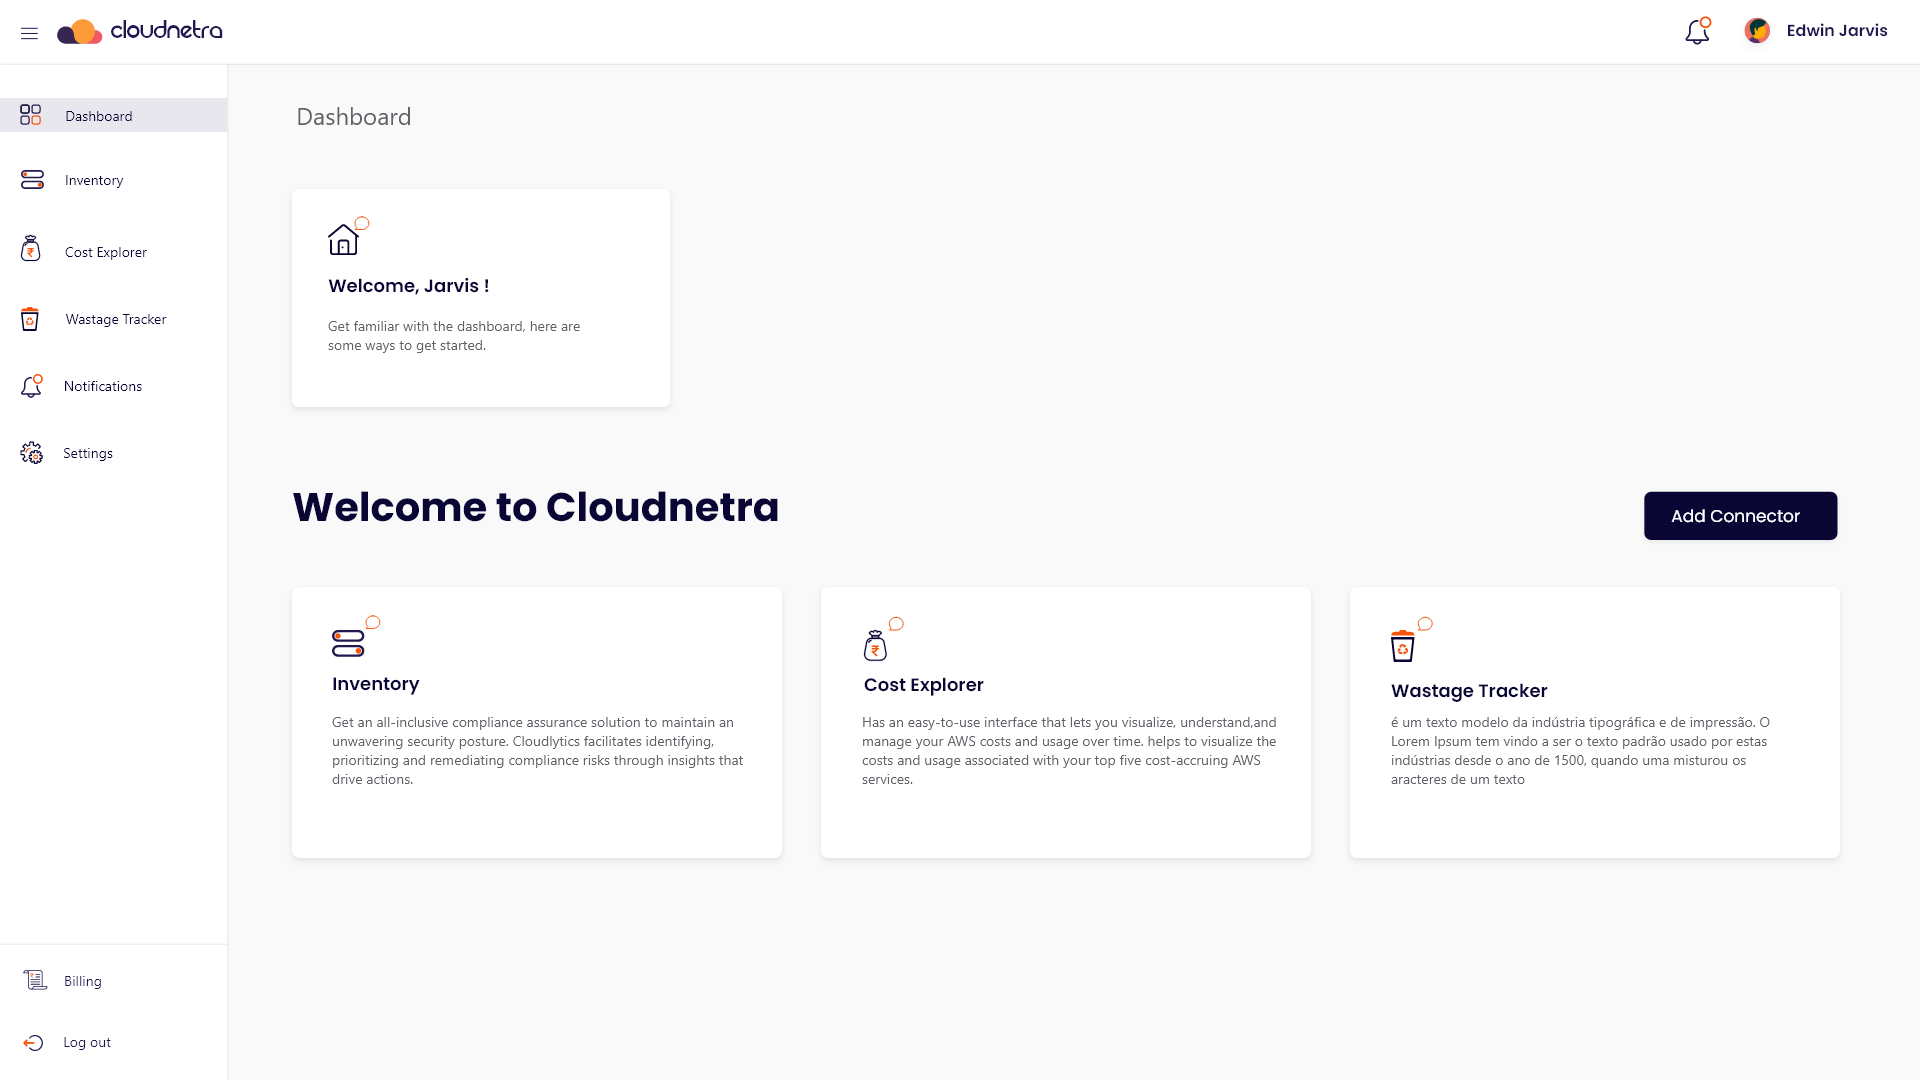 cloudnetra
Edwin Jarvis
Dashboard
Inventory
Cost Explorer
Wastage Tracker
Notifications
Settings
Billing
Log out
Dashboard
Welcome, Jarvis !
Get familiar with the dashboard, here are
some ways to get started.
Welcome to Cloudnetra
Add Connector
Inventory
Get an all-inclusive compliance assurance solution to maintain an
unwavering security posture. Cloudlytics facilitates identifying,
prioritizing and remediating compliance risks through insights that
drive actions.
₹
Cost Explorer
Has an easy-to-use interface that lets you visualize, understand,and
manage your AWS costs and usage over time. helps to visualize the
costs and usage associated with your top five cost-accruing AWS
services.
Wastage Tracker
é um texto modelo da indústria tipográfica e de impressão. O
Lorem Ipsum tem vindo a ser o texto padrão usado por estas
indústrias desde o ano de 1500, quando uma misturou os
aracteres de um texto